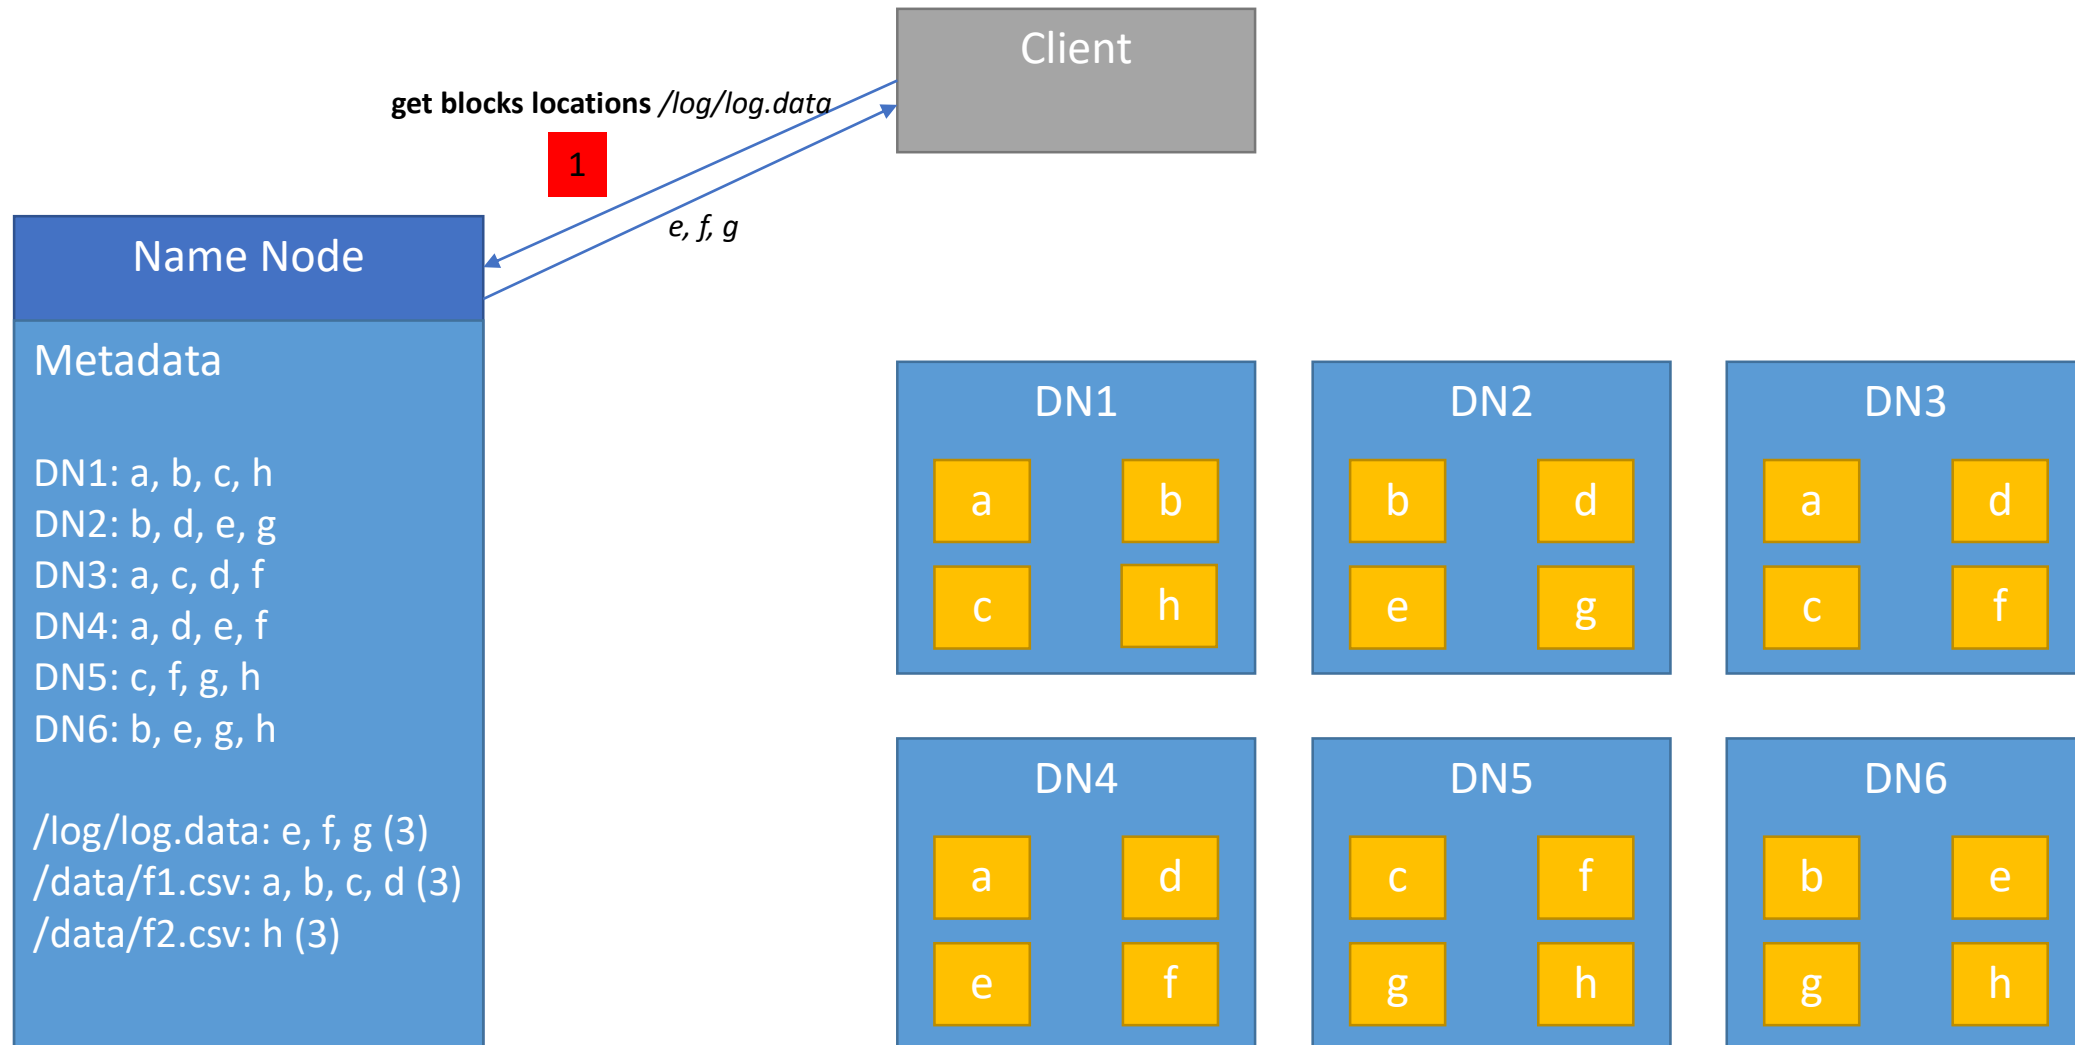 Client
get blocks locations /log/log.data
1
e, f, g
Name Node
Metadata
DN1: a, b, c, h
DN2: b, d, e, g
DN3: a, c, d, f
DN4: a, d, e, f
DN5: c, f, g, h
DN6: b, e, g, h
/log/log.data: e, f, g (3)
/data/f1.csv: a, b, c, d (3)
/data/f2.csv: h (3)
DN1
a b
c h
DN2
b d
e g
DN3
a d
c f
DN4
a d
e f
DN5
c f
g h
DN6
b e
g h